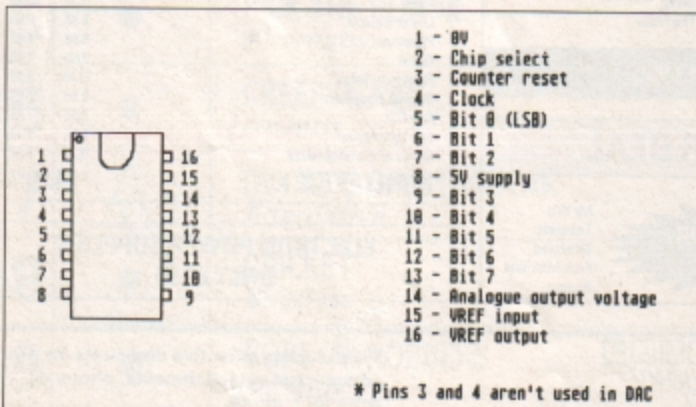 1 - 0V
2 - Chip select
3 - Counter reset
4 - Clock
5 - Bit 0 (LSB)
6 - Bit 1
7 - Bit 2
8 - 5V supply
9 - Bit 3
10 - Bit 4
11 - Bit 5
12 - Bit 6
13 - Bit 7
14 - Analogue output voltage
15 - VREF input
16 - VREF output
1 16
2 15
3 14
4 13
5 12
6 11
7 10
8 9
* Pins 3 and 4 aren't used in DAC